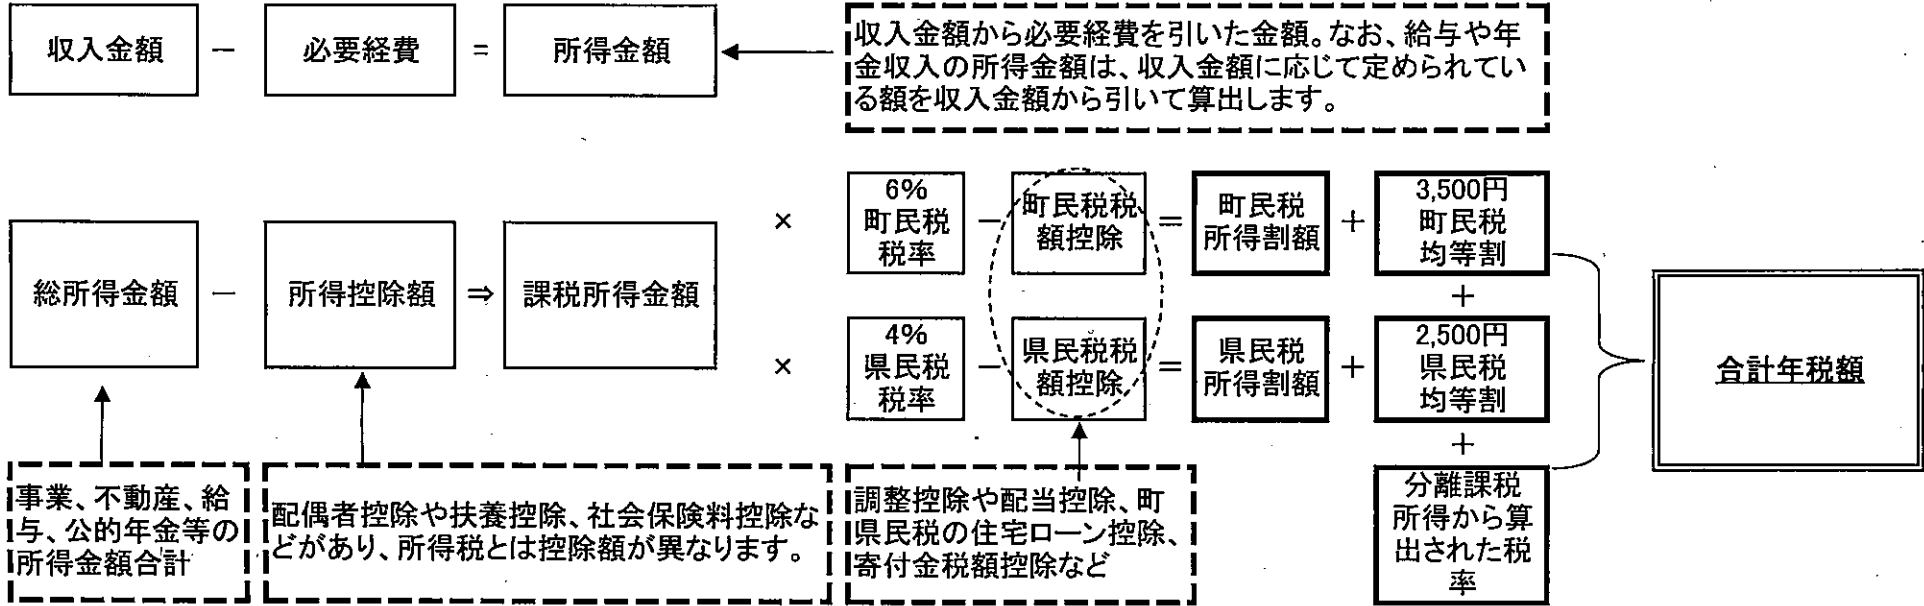 収入金額 － 必要経費 ＝ 所得金額
収入金額から必要経費を引いた金額。なお、給与や年
金収入の所得金額は、収入金額に応じて定められてい
る額を収入金額から引いて算出します。
総所得金額 － 所得控除額 ⇒ 課税所得金額
×
6%
町民税
税率
－
町民税税
額控除
＝
町民税
所得割額
＋
3,500円
町民税
均等割
＋
×
4%
県民税
税率
－
県民税税
額控除
＝
県民税
所得割額
＋
2,500円
県民税
均等割
＋
分離課税
所得から算
出された税
率
合計年税額
事業、不動産、給
与、公的年金等の
所得金額合計
配偶者控除や扶養控除、社会保険料控除な
どがあり、所得税とは控除額が異なります。
調整控除や配当控除、町
県民税の住宅ローン控除、
寄付金税額控除など